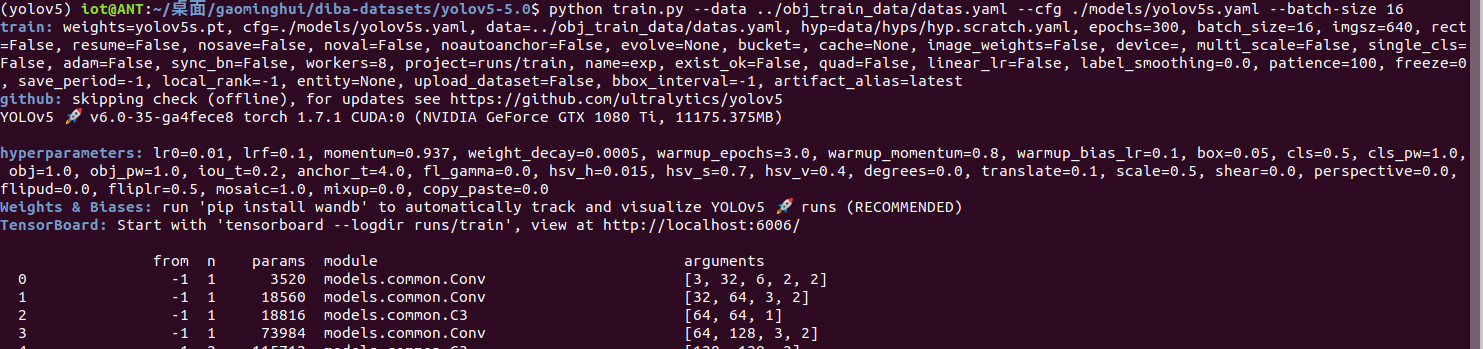 (yolov5) iot@ANT:~/桌面/gaominghui/diba-datasets/yolov5-5.0$ python train.py --data ../obj_train_data/datas.yaml --cfg ./models/yolov5s.yaml --batch-size 16
train: weights=yolov5s.pt, cfg=./models/yolov5s.yaml, data=../obj_train_data/datas.yaml, hyp=data/hyps/hyp.scratch.yaml, epochs=300, batch_size=16, imgsz=640, rect
=False, resume=False, nosave=False, noval=False, noautoanchor=False, evolve=None, bucket=, cache=None, image_weights=False, device=, multi_scale=False, single_cls=
False, adam=False, sync_bn=False, workers=8, project=runs/train, name=exp, exist_ok=False, quad=False, linear_lr=False, label_smoothing=0.0, patience=100, freeze=0
, save_period=-1, local_rank=-1, entity=None, upload_dataset=False, bbox_interval=-1, artifact_alias=latest
github: skipping check (offline), for updates see https://github.com/ultralytics/yolov5
YOLOv5 🚀 v6.0-35-ga4fece8 torch 1.7.1 CUDA:0 (NVIDIA GeForce GTX 1080 Ti, 11175.375MB)
hyperparameters: lr0=0.01, lrf=0.1, momentum=0.937, weight_decay=0.0005, warmup_epochs=3.0, warmup_momentum=0.8, warmup_bias_lr=0.1, box=0.05, cls=0.5, cls_pw=1.0,
obj=1.0, obj_pw=1.0, iou_t=0.2, anchor_t=4.0, fl_gamma=0.0, hsv_h=0.015, hsv_s=0.7, hsv_v=0.4, degrees=0.0, translate=0.1, scale=0.5, shear=0.0, perspective=0.0,
flipud=0.0, fliplr=0.5, mosaic=1.0, mixup=0.0, copy_paste=0.0
Weights & Biases: run 'pip install wandb' to automatically track and visualize YOLOv5 🚀 runs (RECOMMENDED)
TensorBoard: Start with 'tensorboard --logdir runs/train', view at http://localhost:6006/
from n params module arguments
0 -1 1 3520 models.common.Conv [3, 32, 6, 2, 2]
1 -1 1 18560 models.common.Conv [32, 64, 3, 2]
2 -1 1 18816 models.common.C3 [64, 64, 1]
3 -1 1 73984 models.common.Conv [64, 128, 3, 2]